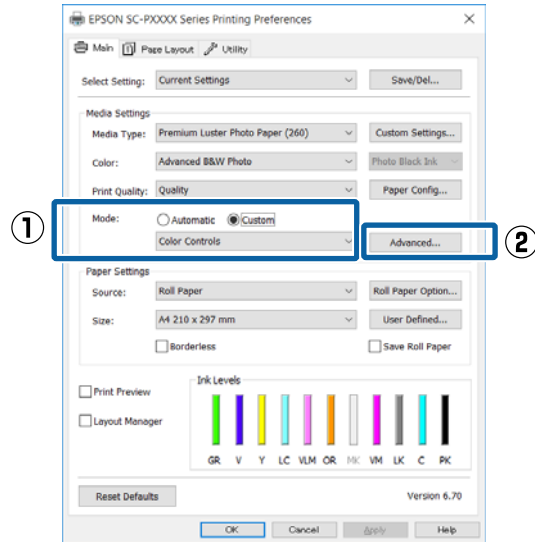 EPSON SC-PXXXX Series Printing Preferences
Main Page Layout Utility
Select Setting: Current Settings Save/Del...
Media Settings
Media Type: Premium Luster Photo Paper (260) Custom Settings...
Color: Advanced B&W Photo Photo Black Ink
Print Quality: Quality Paper Config...
① Mode: Automatic Custom
Color Controls Advanced... ②
Paper Settings
Source: Roll Paper Roll Paper Option...
Size: A4 210 x 297 mm User Defined...
Borderless Save Roll Paper
Ink Levels
Print Preview
Layout Manager
GR V Y LC VLM OR MK VM LK C PK
Reset Defaults Version 6.70
OK Cancel Apply Help